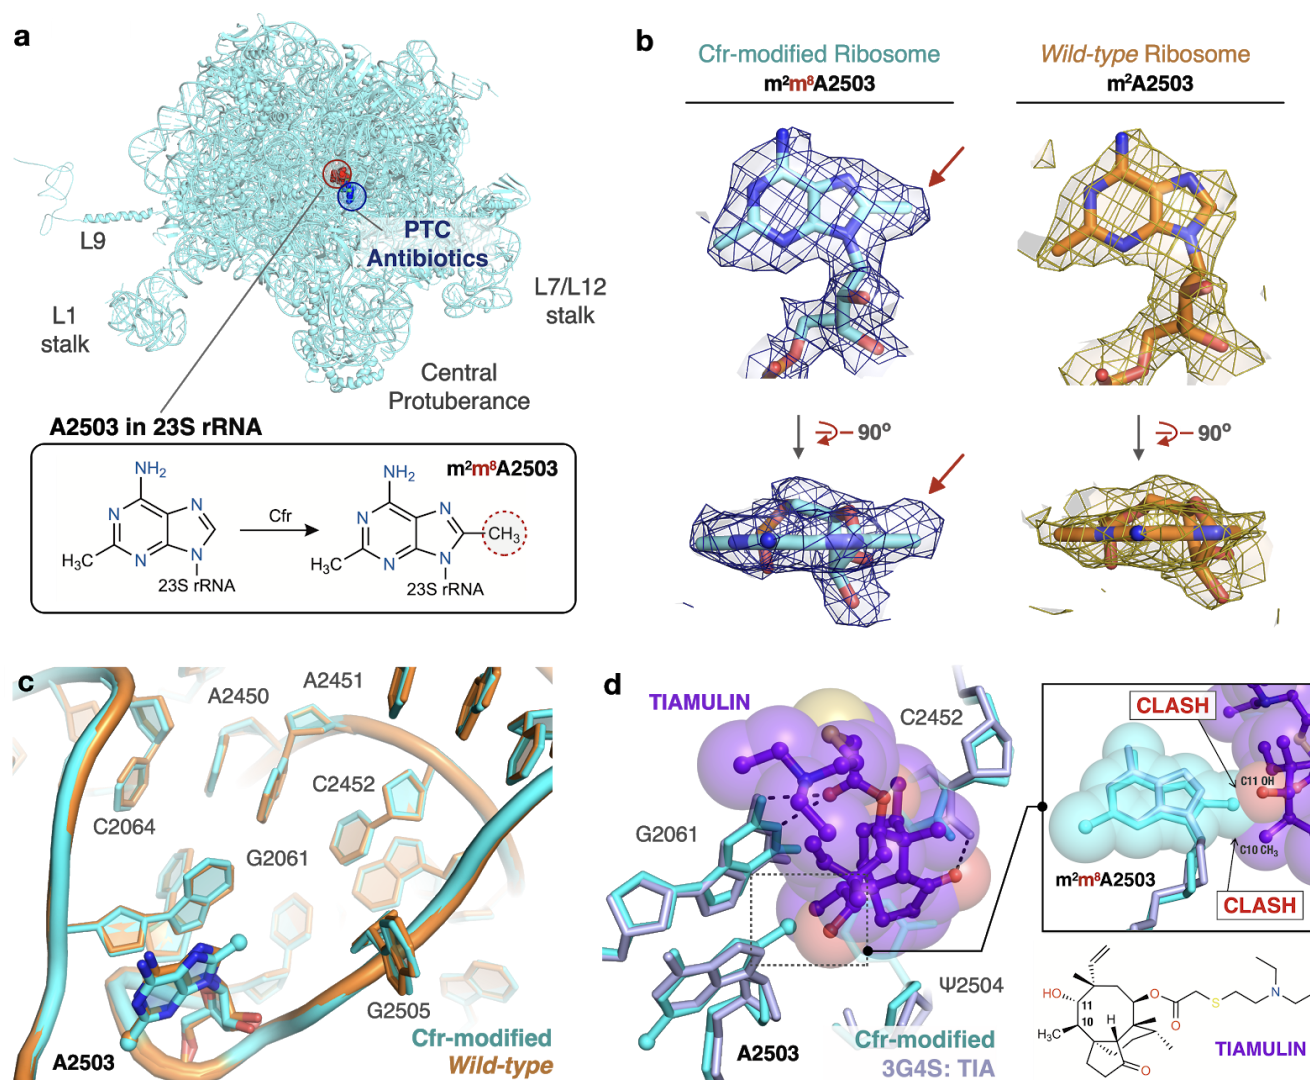 a
L9
PTC
Antibiotics
L1
stalk
L7/L12
stalk
Central
Protuberance
A2503 in 23S rRNA
m²m⁸A2503
NH₂
N
N
N
N
H₃C
23S rRNA
Cfr
NH₂
N
N
N
N
CH₃
H₃C
23S rRNA
b
Cfr-modified Ribosome
m²m⁸A2503
Wild-type Ribosome
m²A2503
90º
90º
c
A2450
A2451
C2452
C2064
G2061
G2505
A2503
Cfr-modified
Wild-type
d
TIAMULIN
C2452
G2061
Ψ2504
A2503
Cfr-modified
3G4S: TIA
CLASH
C11 OH
C10 CH₃
m²m⁸A2503
CLASH
HO
11
10
H
H₃C
O
O
S
N
O
TIAMULIN